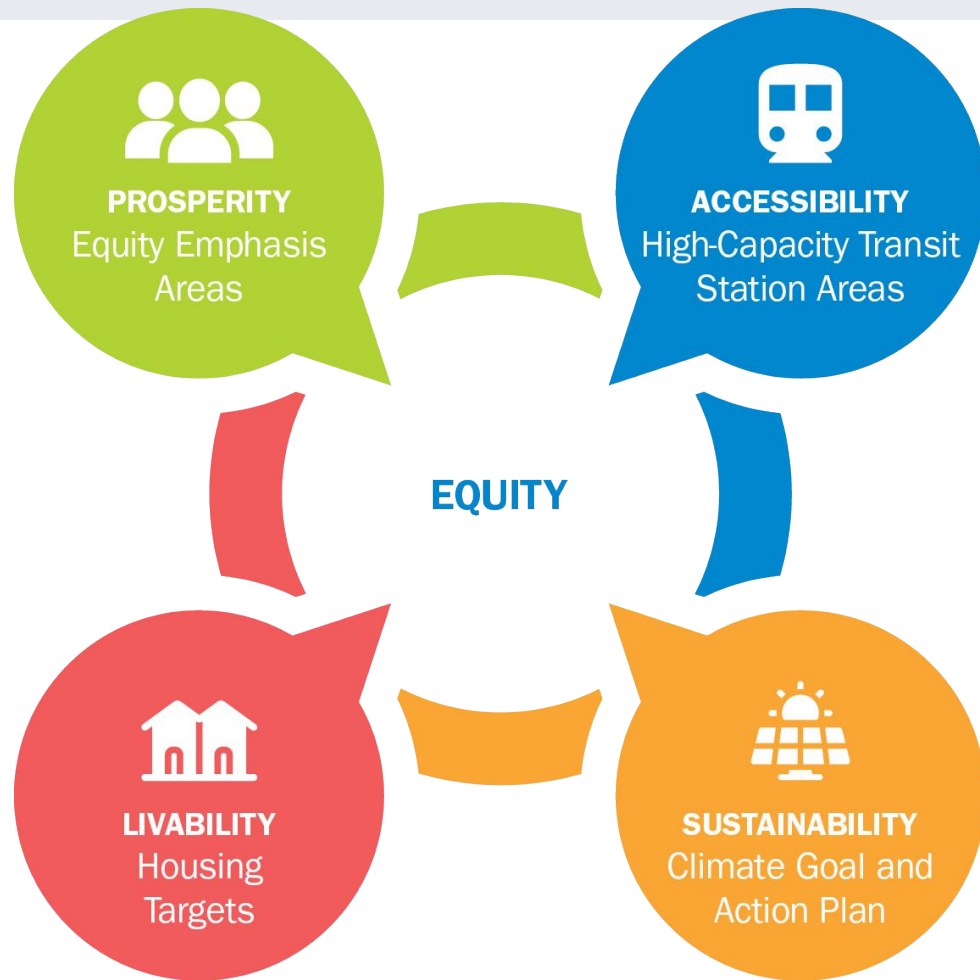 PROSPERITY
Equity Emphasis
Areas
ACCESSIBILITY
High-Capacity Transit
Station Areas
EQUITY
LIVABILITY
Housing
Targets
SUSTAINABILITY
Climate Goal and
Action Plan